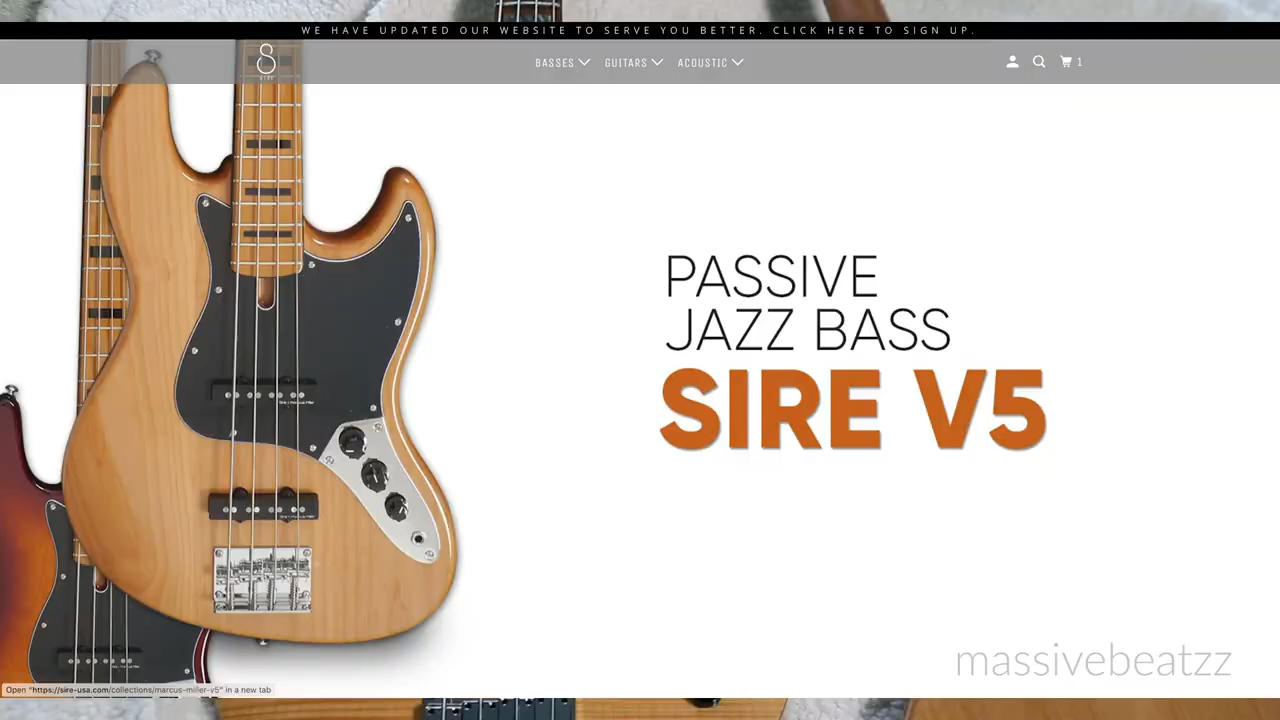 WE HAVE UPDATED OUR WEBSITE TO SERVE YOU BETTER. CLICK HERE TO SIGN UP.
SIRE
BASSES GUITARS ACOUSTIC 1
PASSIVE
JAZZ BASS
SIRE V5
massivebeatzz
Open "https://sire-usa.com/collections/marcus-miller-v5" in a new tab